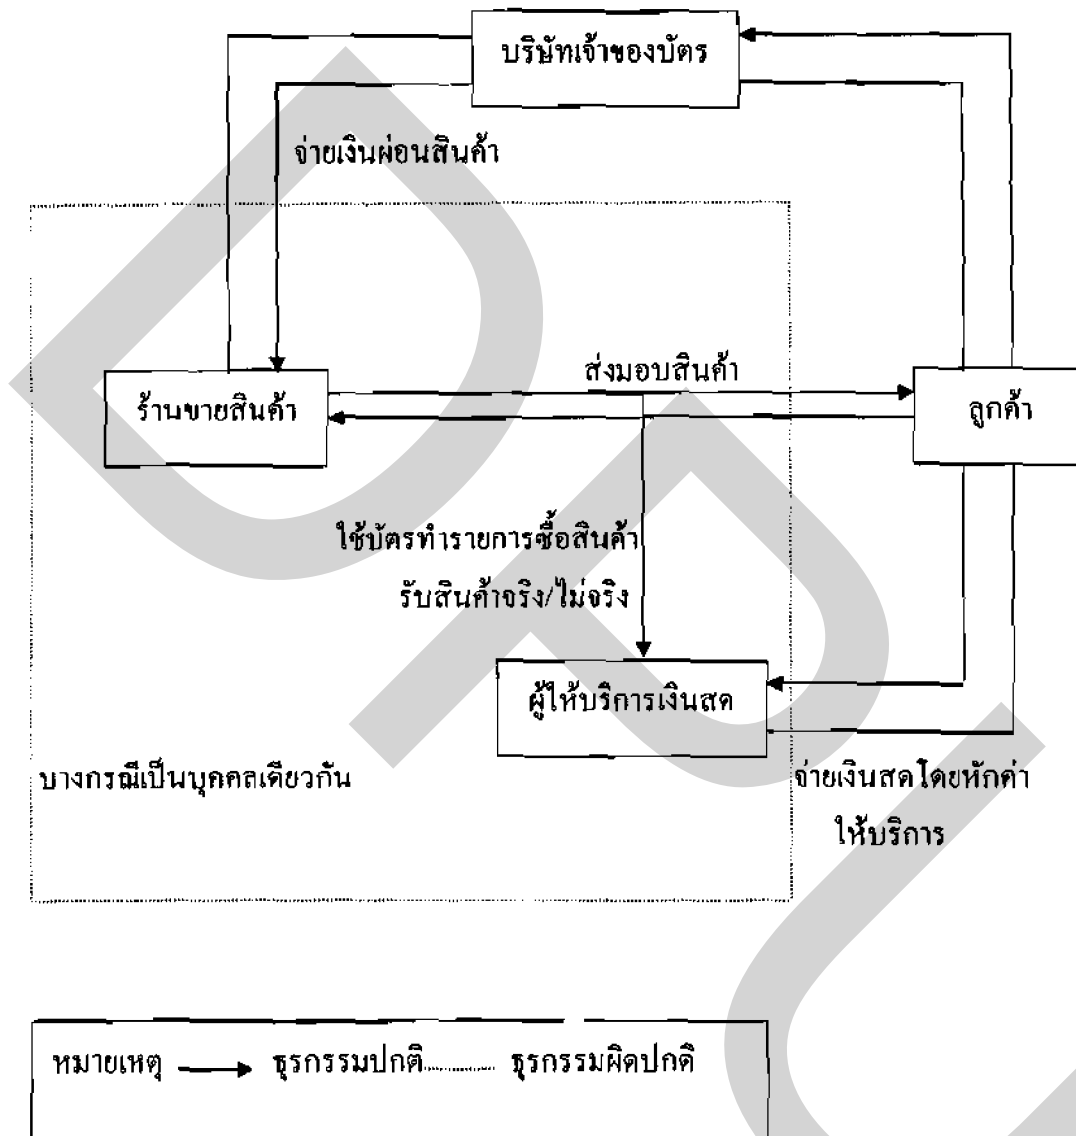 บริษัทเจ้าของบัตร
จ่ายเงินผ่อนสินค้า
ส่งมอบสินค้า
ร้านขายสินค้า
ลูกค้า
ใช้บัตรทำรายการซื้อสินค้า
รับสินค้าจริง/ไม่จริง
ผู้ให้บริการเงินสด
บางกรณีเป็นบุคคลเดียวกัน
จ่ายเงินสดโดยหักค่า
ให้บริการ
หมายเหตุ ธุรกรรมปกติ ธุรกรรมผิดปกติ